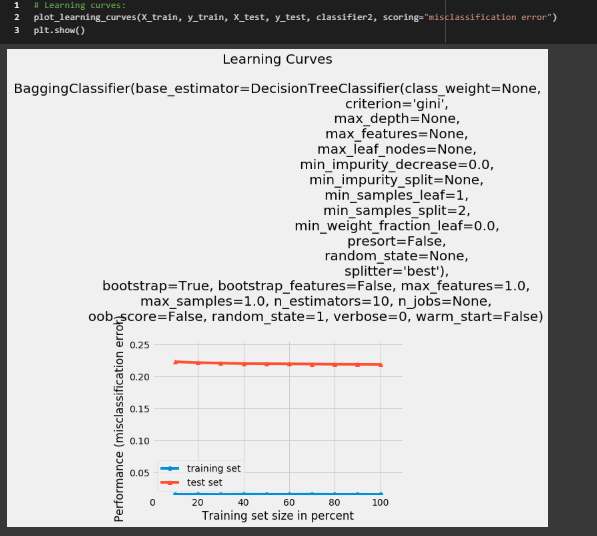 1 # Learning curves:
2 plot_learning_curves(X_train, y_train, X_test, y_test, classifier2, scoring="misclassification error")
3 plt.show()
Learning Curves
BaggingClassifier(base_estimator=DecisionTreeClassifier(class_weight=None,
criterion='gini',
max_depth=None,
max_features=None,
max_leaf_nodes=None,
min_impurity_decrease=0.0,
min_impurity_split=None,
min_samples_leaf=1,
min_samples_split=2,
min_weight_fraction_leaf=0.0,
presort=False,
random_state=None,
splitter='best'),
bootstrap=True, bootstrap_features=False, max_features=1.0,
max_samples=1.0, n_estimators=10, n_jobs=None,
oob_score=False, random_state=1, verbose=0, warm_start=False)
Performance (misclassification error)
0.25
0.20
0.15
0.10
0.05
training set
test set
0 20 40 60 80 100
Training set size in percent